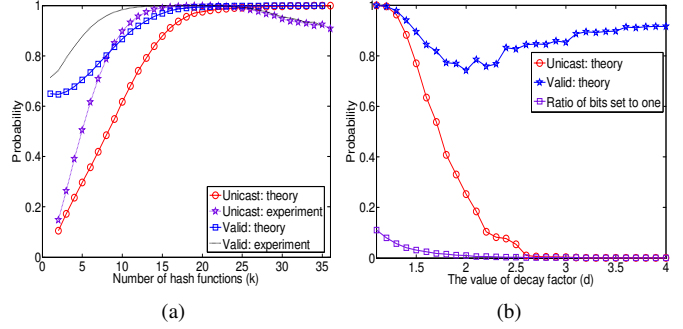 1
0.8
0.6
0.4
0.2
0
Probability
0 5 10 15 20 25 30 35
Number of hash functions (k)
Unicast: theory
Unicast: experiment
Valid: theory
Valid: experiment
(a)
1
0.8
0.6
0.4
0.2
0
Probability
1.5 2 2.5 3 3.5 4
The value of decay factor (d)
Unicast: theory
Valid: theory
Ratio of bits set to one
(b)